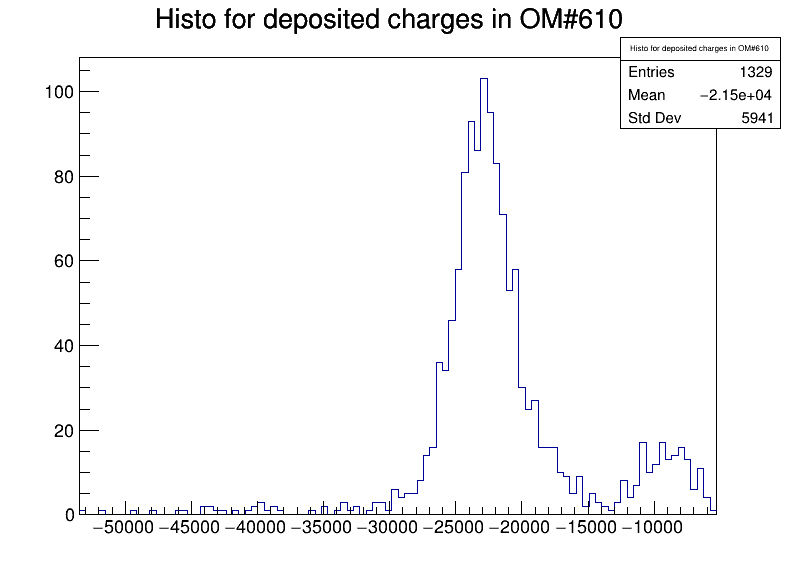 Histo for deposited charges in OM#610
Histo for deposited charges in OM#610
Entries 1329
Mean −2.15e+04
Std Dev 5941
100
80
60
40
20
0
−50000 −45000 −40000 −35000 −30000 −25000 −20000 −15000 −10000